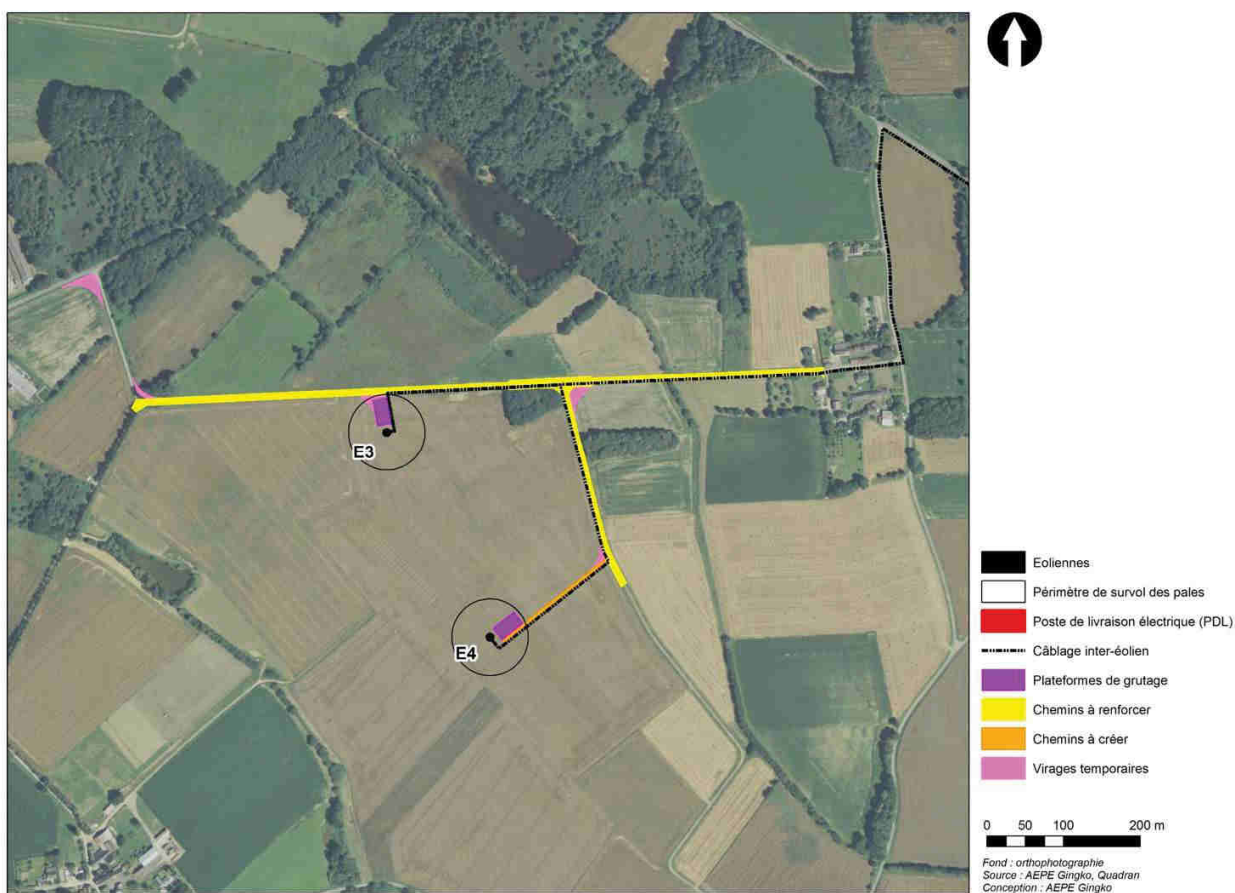 E3
E4
Eoliennes
Périmètre de survol des pales
Poste de livraison électrique (PDL)
Câblage inter-éolien
Plateformes de grutage
Chemins à renforcer
Chemins à créer
Virages temporaires
0 50 100 200 m
Fond : orthophotographie
Source : AEPE Gingko, Quadran
Conception : AEPE Gingko